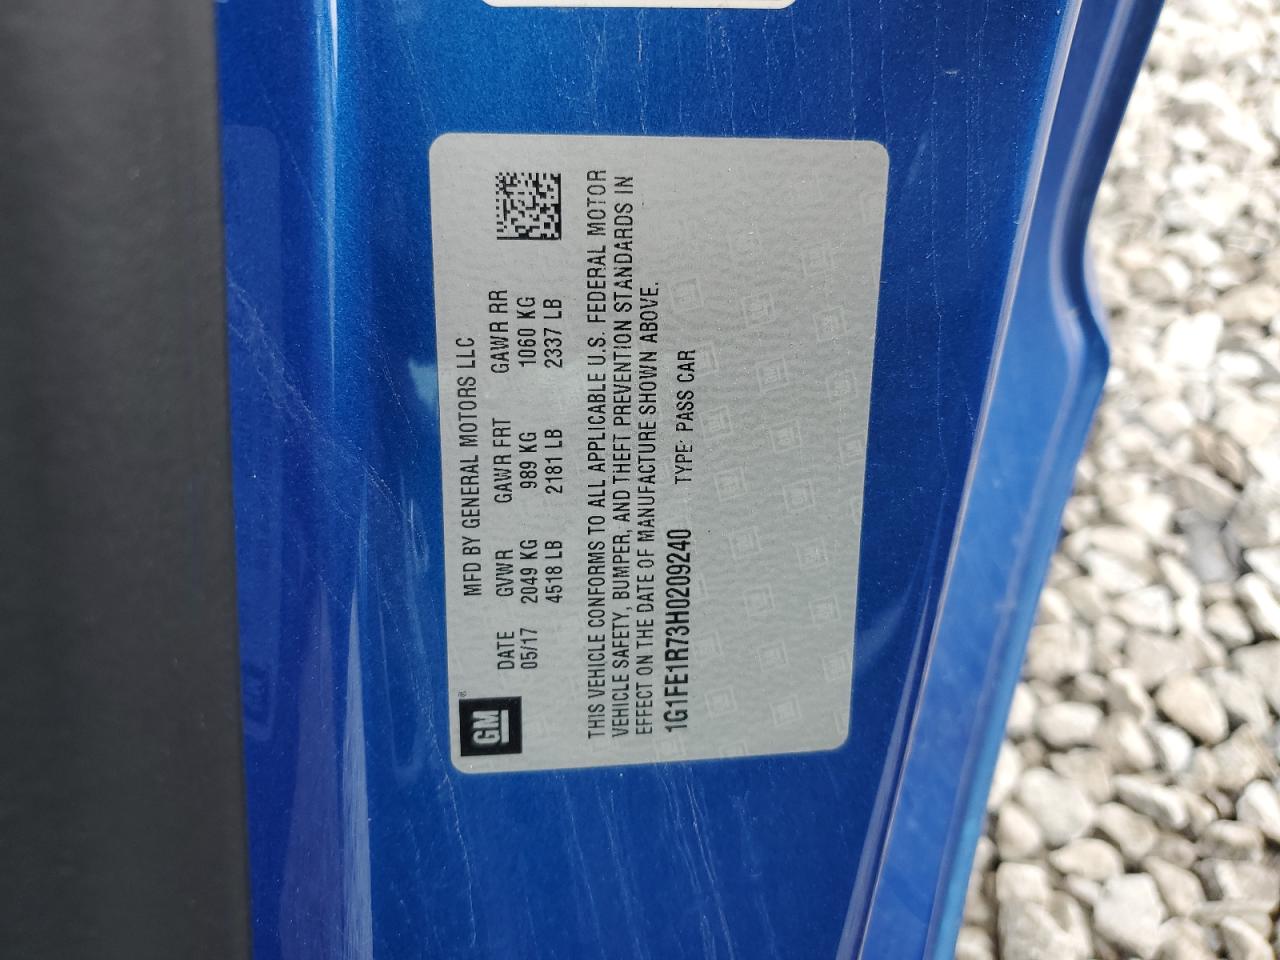 GM ®
MFD BY GENERAL MOTORS LLC
DATE GVWR GAWR FRT GAWR RR
05/17 2049 KG 989 KG 1060 KG
4518 LB 2181 LB 2337 LB
THIS VEHICLE CONFORMS TO ALL APPLICABLE U.S. FEDERAL MOTOR
VEHICLE SAFETY, BUMPER, AND THEFT PREVENTION STANDARDS IN
EFFECT ON THE DATE OF MANUFACTURE SHOWN ABOVE.
1G1FE1R73H0209240 TYPE: PASS CAR